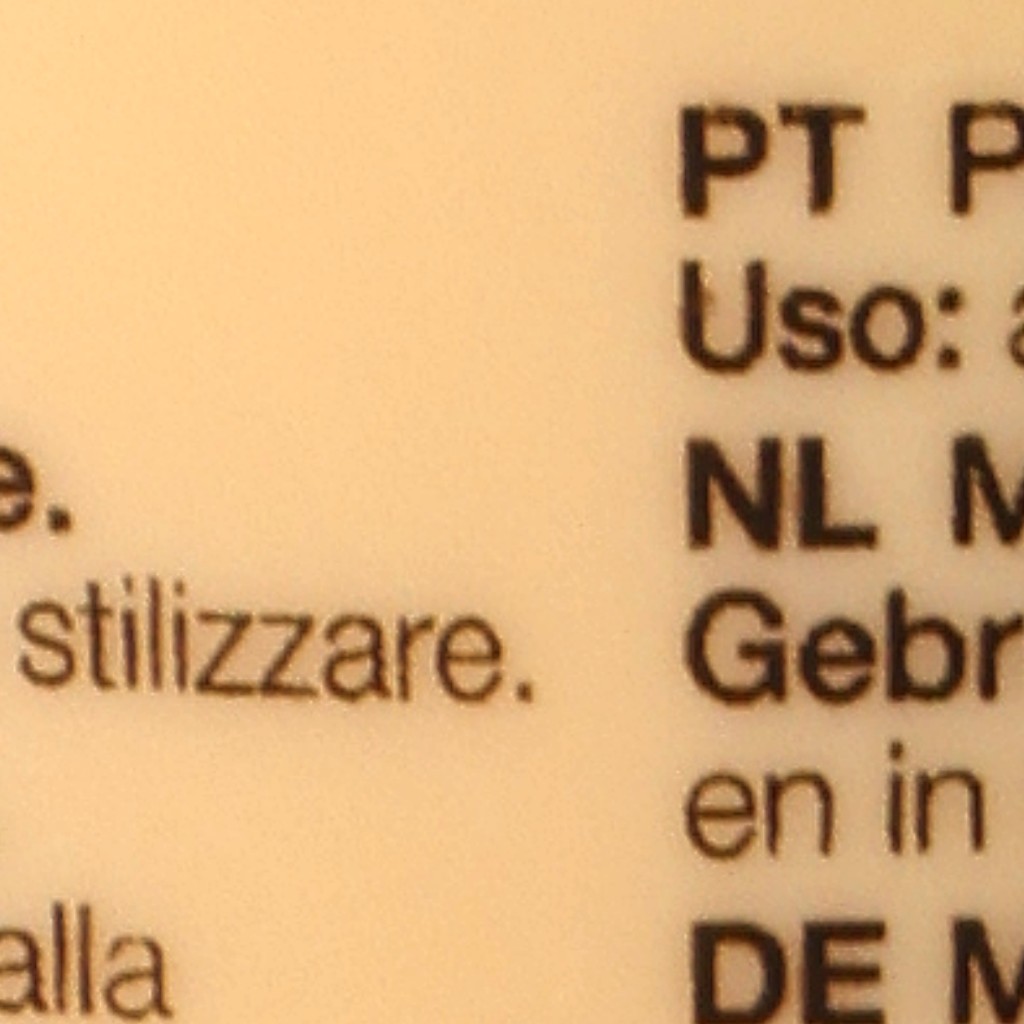 stilizzare.
alla
PT
Uso:
NL
Gebr
en in
DE